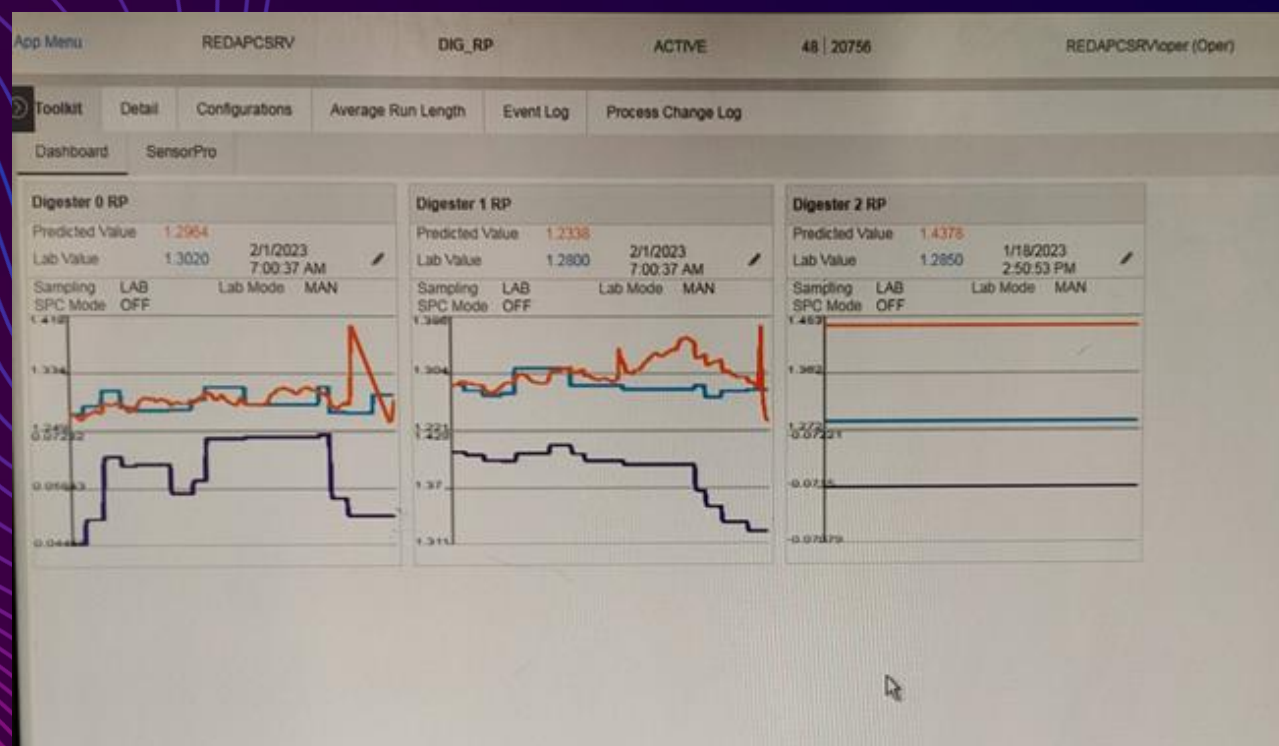 App Menu REDAPCSRV DIG_RP ACTIVE 48 | 20756 REDAPCSRV\oper (Oper)
Toolkit Detail Configurations Average Run Length Event Log Process Change Log
Dashboard SensorPro
Digester 0 RP
Predicted Value 1.2964
Lab Value 1.3020 2/1/2023 7:00:37 AM
Sampling LAB Lab Mode MAN
SPC Mode OFF
1.334
Digester 1 RP
Predicted Value 1.2338
Lab Value 1.2800 2/1/2023 7:00:37 AM
Sampling LAB Lab Mode MAN
SPC Mode OFF
1.304
1.37
Digester 2 RP
Predicted Value 1.4378
Lab Value 1.2850 1/18/2023 2:50:53 PM
Sampling LAB Lab Mode MAN
SPC Mode OFF
1.362